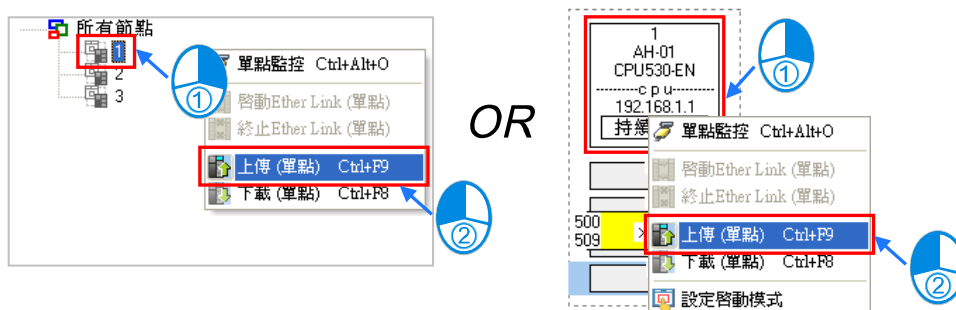 所有節點
1
2
3
單點監控 Ctrl+Alt+O
啓動Ether Link (單點)
終止Ether Link (單點)
上傳 (單點) Ctrl+F9
下載 (單點) Ctrl+F8
1
2
OR
1
AH-01
CPU530-EN
--------c p u--------
192.168.1.1
持續
500
509
單點監控 Ctrl+Alt+O
啓動Ether Link (單點)
終止Ether Link (單點)
上傳 (單點) Ctrl+F9
下載 (單點) Ctrl+F8
設定啓動模式
1
2